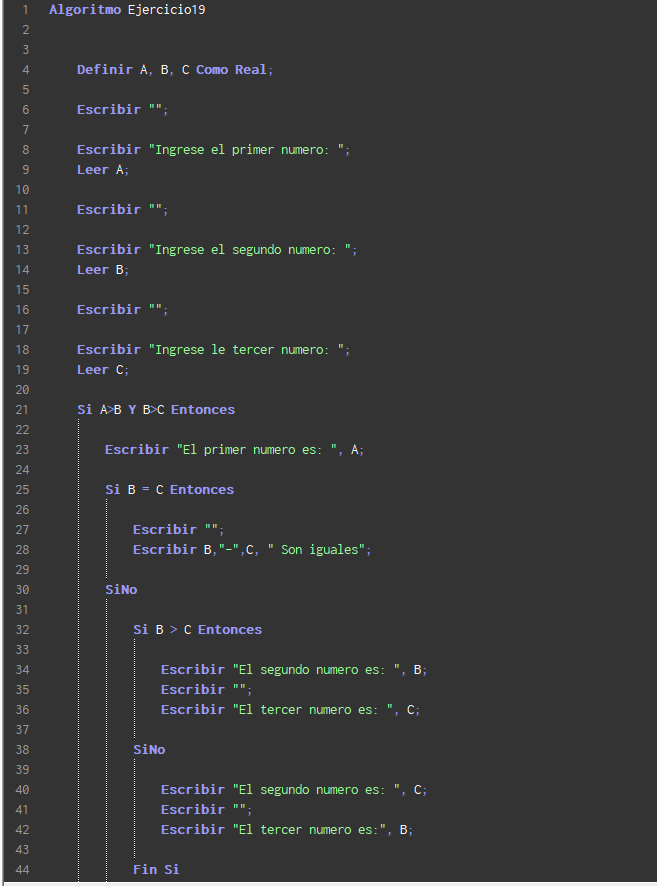 1 Algoritmo Ejercicio19
2
3
4 Definir A, B, C Como Real;
5
6 Escribir "";
7
8 Escribir "Ingrese el primer numero: ";
9 Leer A;
10
11 Escribir "";
12
13 Escribir "Ingrese el segundo numero: ";
14 Leer B;
15
16 Escribir "";
17
18 Escribir "Ingrese le tercer numero: ";
19 Leer C;
20
21 Si A>B Y B>C Entonces
22
23 Escribir "El primer numero es: ", A;
24
25 Si B = C Entonces
26
27 Escribir "";
28 Escribir B,"-",C, " Son iguales";
29
30 SiNo
31
32 Si B > C Entonces
33
34 Escribir "El segundo numero es: ", B;
35 Escribir "";
36 Escribir "El tercer numero es: ", C;
37
38 SiNo
39
40 Escribir "El segundo numero es: ", C;
41 Escribir "";
42 Escribir "El tercer numero es:", B;
43
44 Fin Si